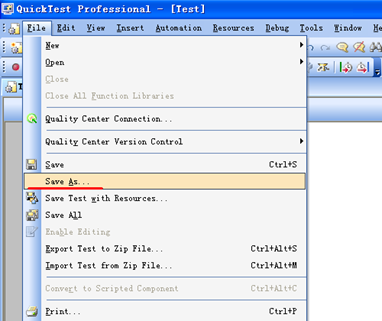 QuickTest Professional - [Test]
File Edit View Insert Automation Resources Debug Tools Window
New
Open
Close
Close All Function Libraries
Quality Center Connection...
Quality Center Version Control
Save Ctrl+S
Save As...
Save Test with Resources...
Save All
Enable Editing
Export Test to Zip File... Ctrl+Alt+S
Import Test from Zip File... Ctrl+Alt+M
Convert to Scripted Component Ctrl+Alt+C
Print... Ctrl+P